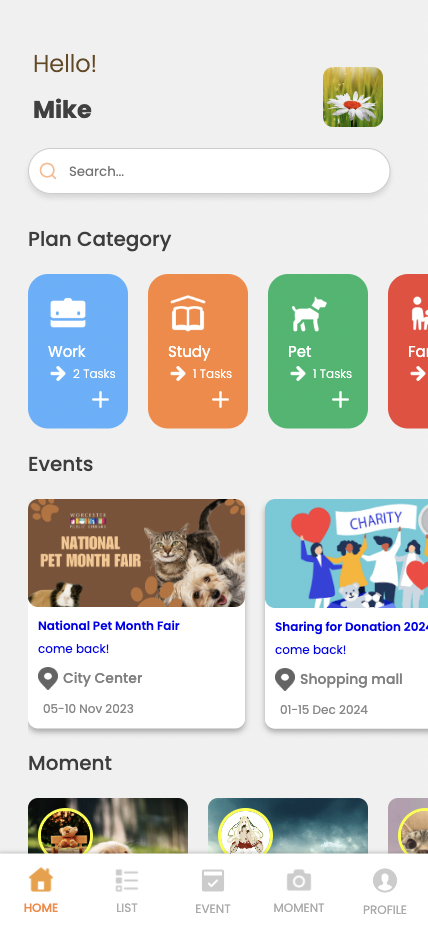 Hello!
Mike
Search...
Plan Category
Work
2 Tasks
Study
1 Tasks
Pet
1 Tasks
Events
WORCESTER
PUBLIC LIBRARY
NATIONAL
PET MONTH FAIR
National Pet Month Fair
come back!
City Center
05-10 Nov 2023
CHARITY
Sharing for Donation 2024
come back!
Shopping mall
01-15 Dec 2024
Moment
HOME
LIST
EVENT
MOMENT
PROFILE